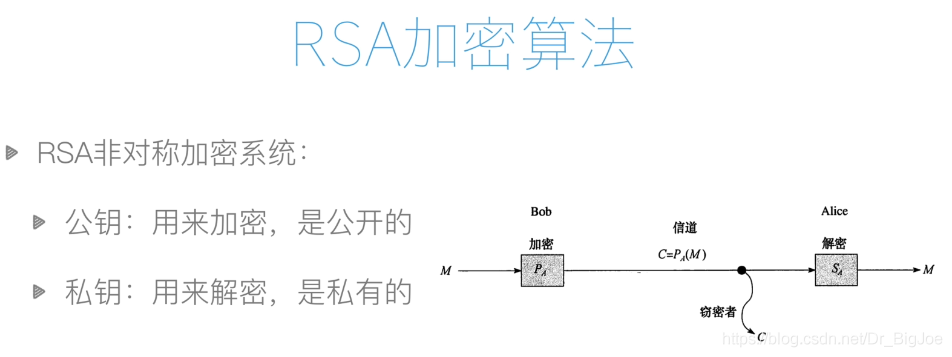 RSA加密算法
RSA非对称加密系统：
公钥：用来加密，是公开的
私钥：用来解密，是私有的
Bob
Alice
加密
信道
解密
M
P_A
C=P_A(M)
S_A
M
窃密者
C
https://blog.csdn.net/Dr_BigJoe